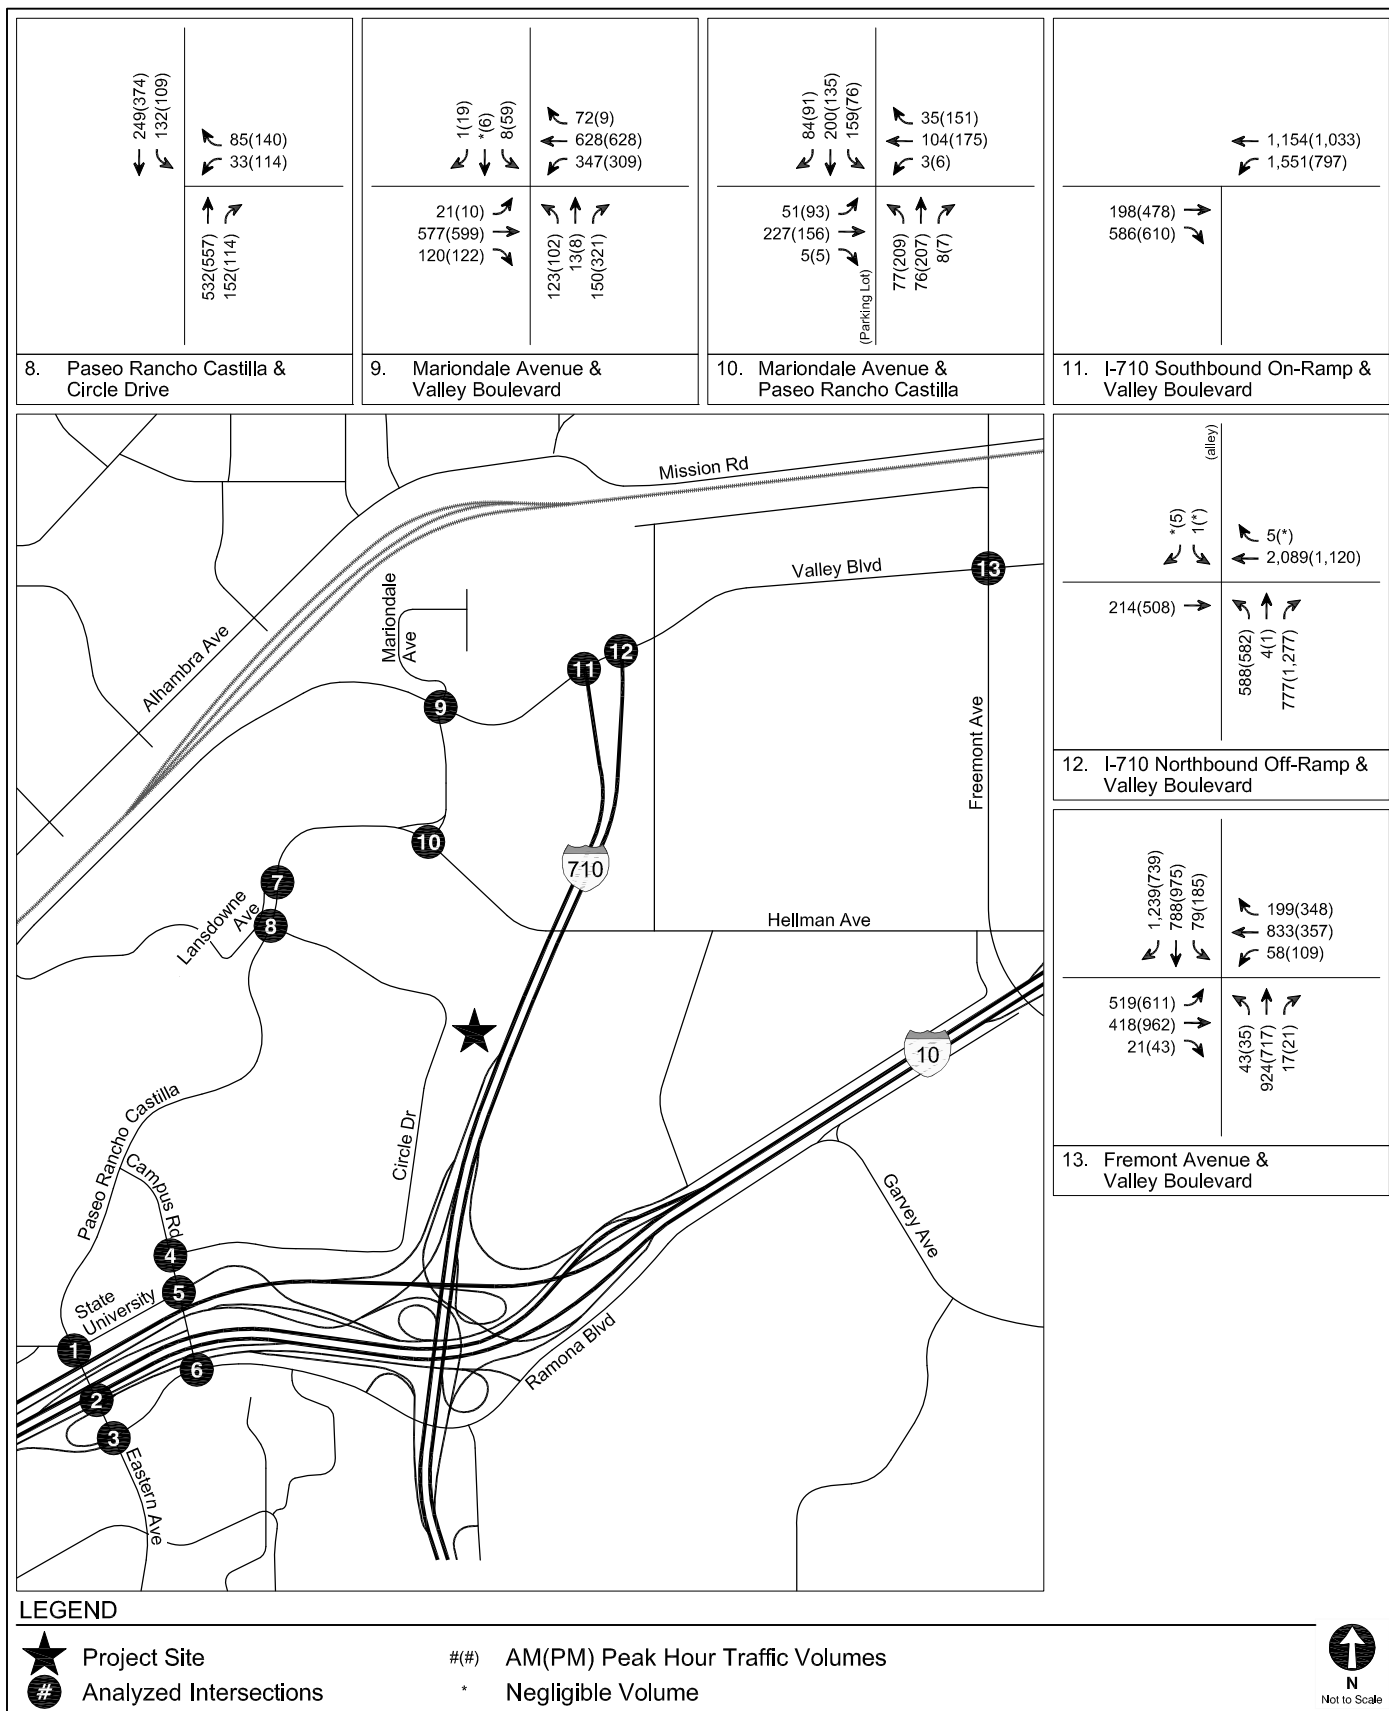 249(374)
132(109)
85(140)
33(114)
532(557)
152(114)
8. Paseo Rancho Castilla &
Circle Drive
1(19)
*(6)
8(59)
72(9)
628(628)
347(309)
21(10)
577(599)
120(122)
123(102)
13(8)
150(321)
9. Mariondale Avenue &
Valley Boulevard
84(91)
200(135)
159(76)
35(151)
104(175)
3(6)
51(93)
227(156)
5(5)
(Parking Lot)
77(209)
76(207)
8(7)
10. Mariondale Avenue &
Paseo Rancho Castilla
1,154(1,033)
1,551(797)
198(478)
586(610)
11. I-710 Southbound On-Ramp &
Valley Boulevard
(alley)
*(5)
1(*)
5(*)
2,089(1,120)
214(508)
588(582)
4(1)
777(1,277)
12. I-710 Northbound Off-Ramp &
Valley Boulevard
1,239(739)
788(975)
79(185)
199(348)
833(357)
58(109)
519(611)
418(962)
21(43)
43(35)
924(717)
17(21)
13. Fremont Avenue &
Valley Boulevard
Mission Rd
Valley Blvd
13
Mariondale
Ave
Alhambra Ave
12
11
9
Freemont Ave
10
710
7
Lansdowne
Ave
8
Hellman Ave
10
Paseo Rancho Castilla
Circle Dr
Campus Rd
Garvey Ave
4
5
State
University
1
6
Ramona Blvd
2
3
Eastern Ave
LEGEND
Project Site
#(#) AM(PM) Peak Hour Traffic Volumes
# Analyzed Intersections
* Negligible Volume
N
Not to Scale